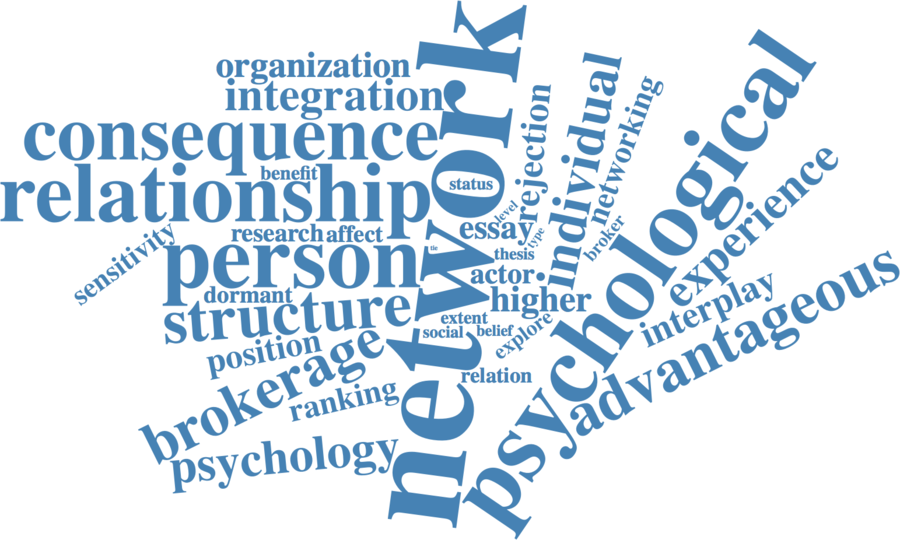 organization
integration
consequence
benefit
relationship
research
affect
sensitivity
person
dormant
structure
position
brokerage
ranking
psychology
network
status
the
rejection
level
essay
type
thesis
actor
higher
extent
social
belief
explore
relation
individual
networking
broker
psychological
experience
interplay
advantageous